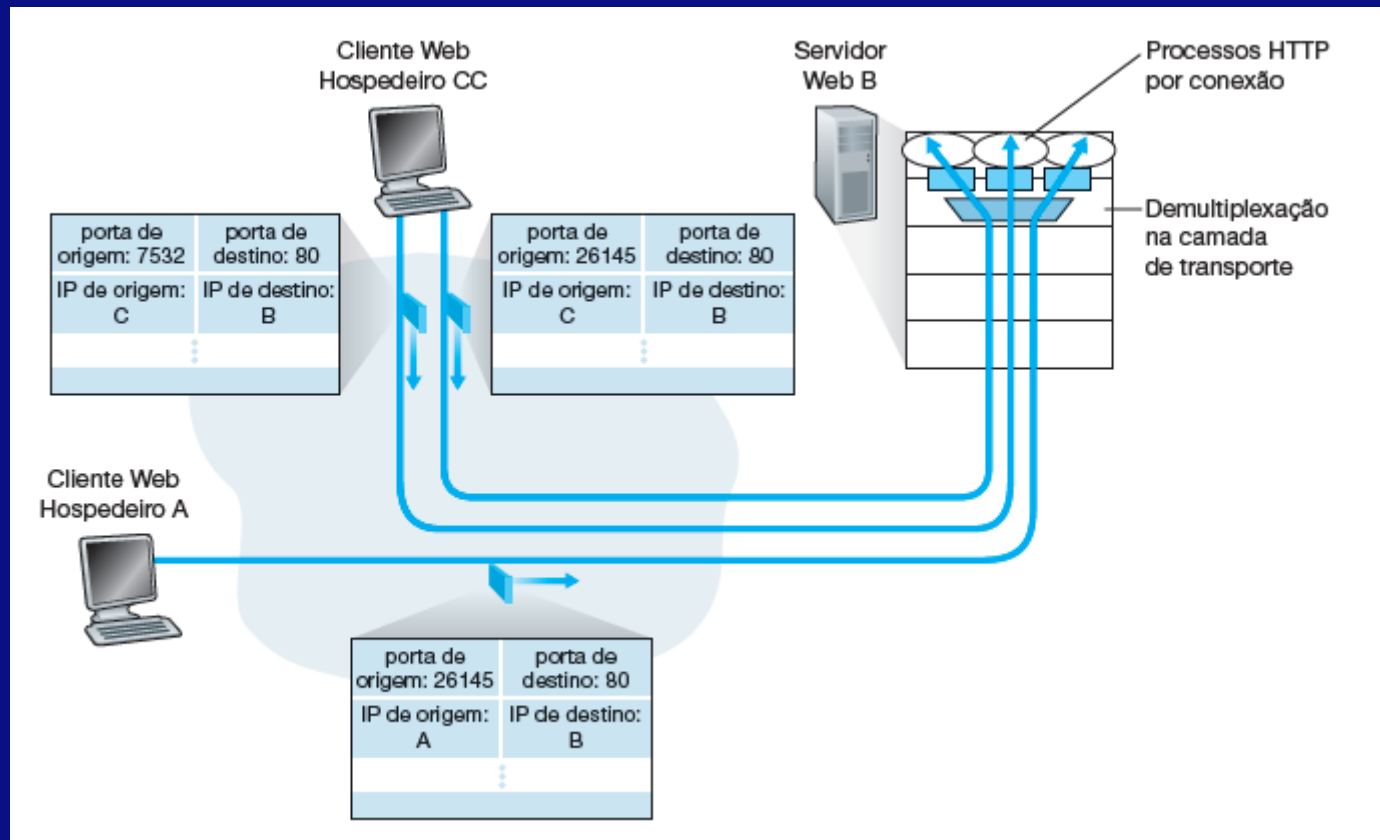 Cliente Web
Hospedeiro CC
Servidor
Web B
Processos HTTP
por conexão
Demultiplexação
na camada
de transporte
porta de
origem: 7532
porta de
destino: 80
IP de origem:
C
IP de destino:
B
porta de
origem: 26145
porta de
destino: 80
IP de origem:
C
IP de destino:
B
Cliente Web
Hospedeiro A
porta de
origem: 26145
porta de
destino: 80
IP de origem:
A
IP de destino:
B